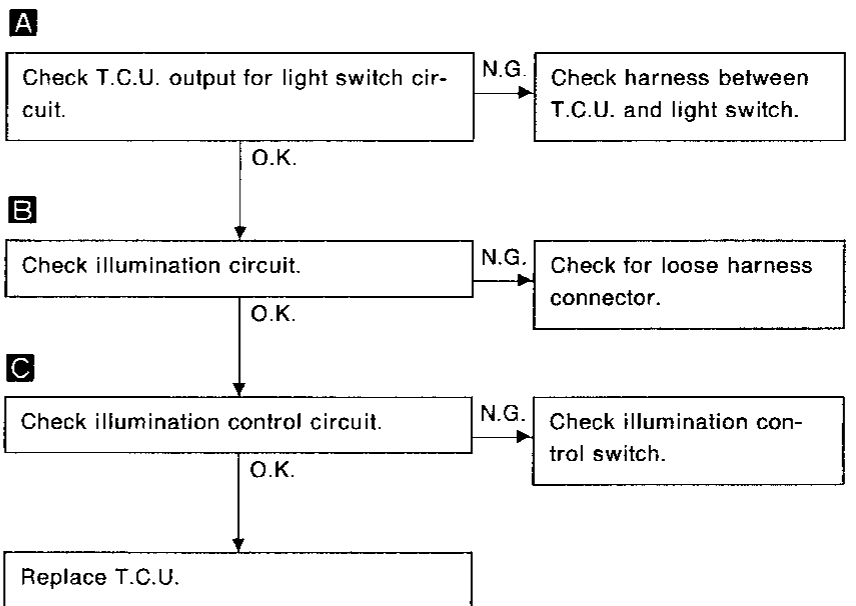 A
Check T.C.U. output for light switch cir-
cuit.
N.G.
Check harness between
T.C.U. and light switch.
O.K.
B
Check illumination circuit.
N.G.
Check for loose harness
connector.
O.K.
C
Check illumination control circuit.
N.G.
Check illumination con-
trol switch.
O.K.
Replace T.C.U.